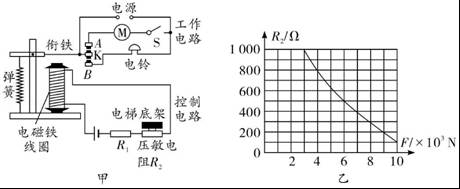 电源
工作
电路
衔铁
M
S
A
K
B
电铃
弹
簧
控制
电路
电梯底架
电磁铁
线圈
R₁
压敏电
阻R₂
甲
R₂/Ω
1 000
800
600
400
200
0
2
4
6
8
10
F/×10³ N
乙